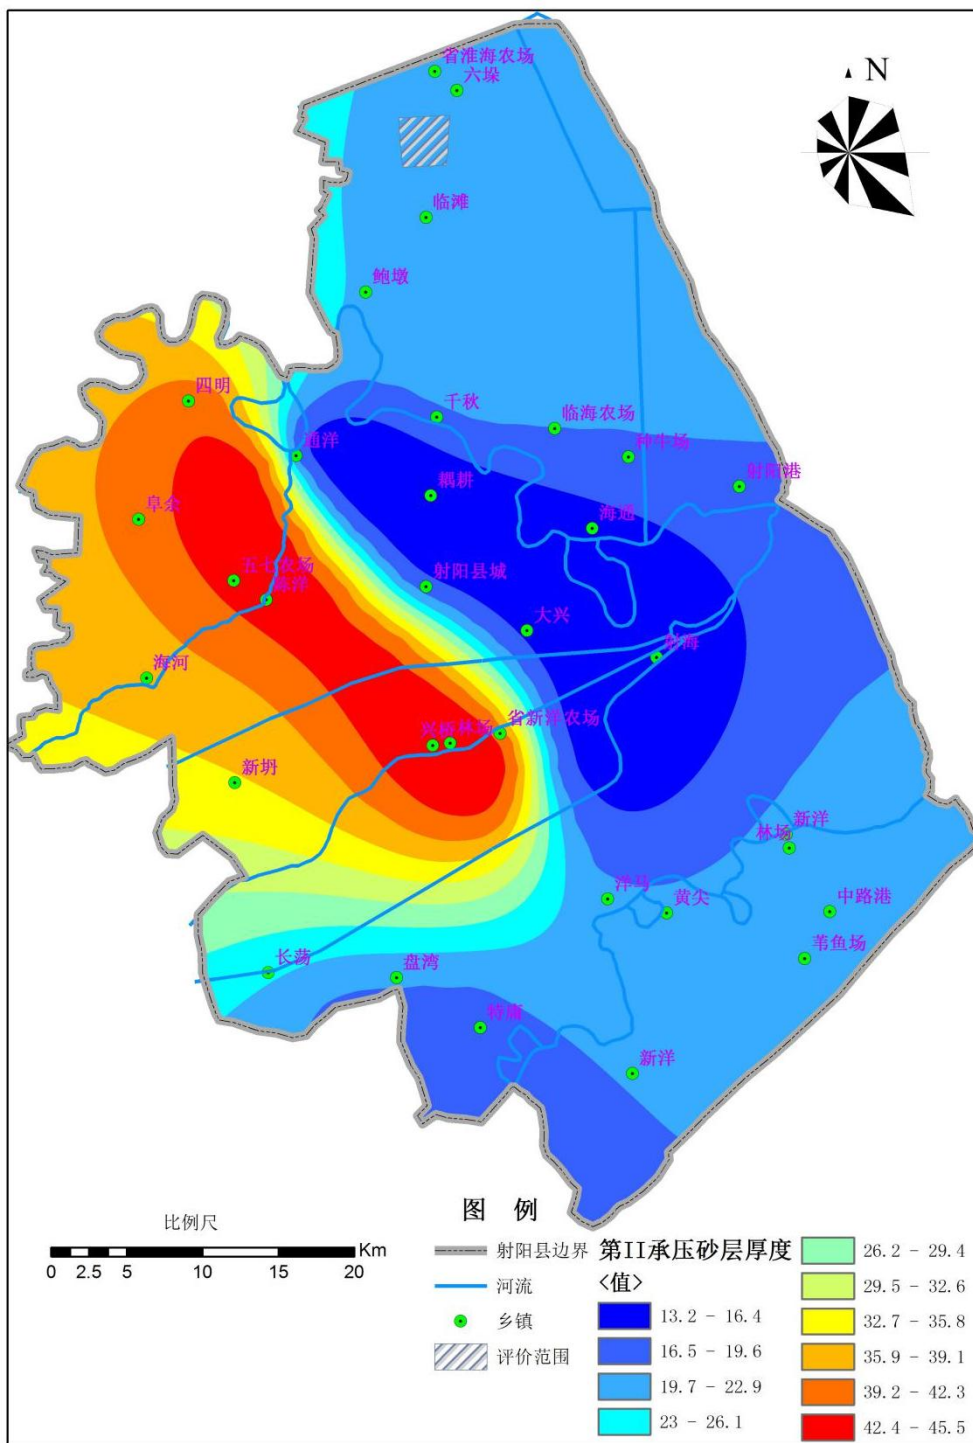 N
省淮海农场
六垛
临滩
鲍墩
四明
千秋
临海农场
通洋
种牛场
射阳港
耦耕
阜余
海通
五七农场
陈洋
射阳县城
大兴
射海
海河
省新洋农场
兴桥林场
新坍
新洋
林场
洋马
黄尖
中路港
苇鱼场
长荡
盘湾
特庸
新洋
比例尺
Km
0 2.5 5 10 20
图 例
射阳县边界
河流
乡镇
评价范围
第II承压砂层厚度
<值>
13.2 - 16.4
16.5 - 19.6
19.7 - 22.9
23 - 26.1
26.2 - 29.4
29.5 - 32.6
32.7 - 35.8
35.9 - 39.1
39.2 - 42.3
42.4 - 45.5